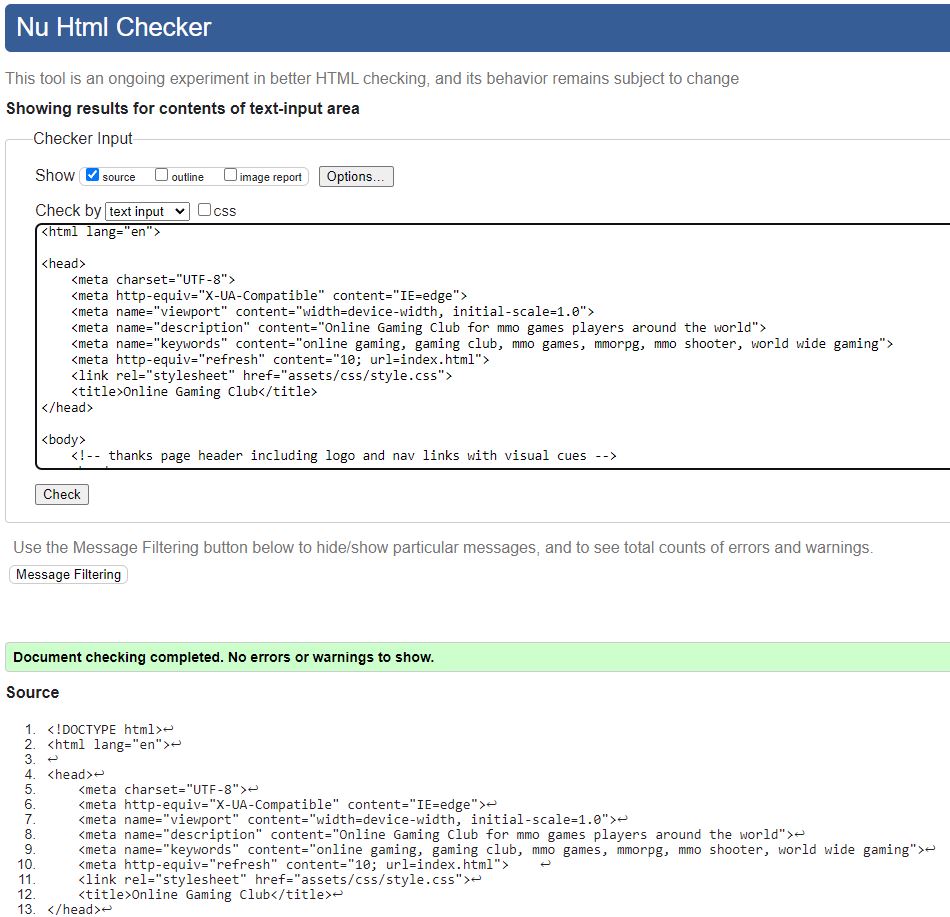 Nu Html Checker
This tool is an ongoing experiment in better HTML checking, and its behavior remains subject to change
Showing results for contents of text-input area
Checker Input
Show source outline image report Options...
Check by text input css
<html lang="en">
<head>
<meta charset="UTF-8">
<meta http-equiv="X-UA-Compatible" content="IE=edge">
<meta name="viewport" content="width=device-width, initial-scale=1.0">
<meta name="description" content="Online Gaming Club for mmo games players around the world">
<meta name="keywords" content="online gaming, gaming club, mmo games, mmorpg, mmo shooter, world wide gaming">
<meta http-equiv="refresh" content="10; url=index.html">
<link rel="stylesheet" href="assets/css/style.css">
<title>Online Gaming Club</title>
</head>
<body>
<!-- thanks page header including logo and nav links with visual cues -->
Check
Use the Message Filtering button below to hide/show particular messages, and to see total counts of errors and warnings.
Message Filtering
Document checking completed. No errors or warnings to show.
Source
1. <!DOCTYPE html>↩
2. <html lang="en">↩
3. ↩
4. <head>↩
5. <meta charset="UTF-8">↩
6. <meta http-equiv="X-UA-Compatible" content="IE=edge">↩
7. <meta name="viewport" content="width=device-width, initial-scale=1.0">↩
8. <meta name="description" content="Online Gaming Club for mmo games players around the world">↩
9. <meta name="keywords" content="online gaming, gaming club, mmo games, mmorpg, mmo shooter, world wide gaming">↩
10. <meta http-equiv="refresh" content="10; url=index.html"> ↩
11. <link rel="stylesheet" href="assets/css/style.css">↩
12. <title>Online Gaming Club</title>↩
13. </head>↩